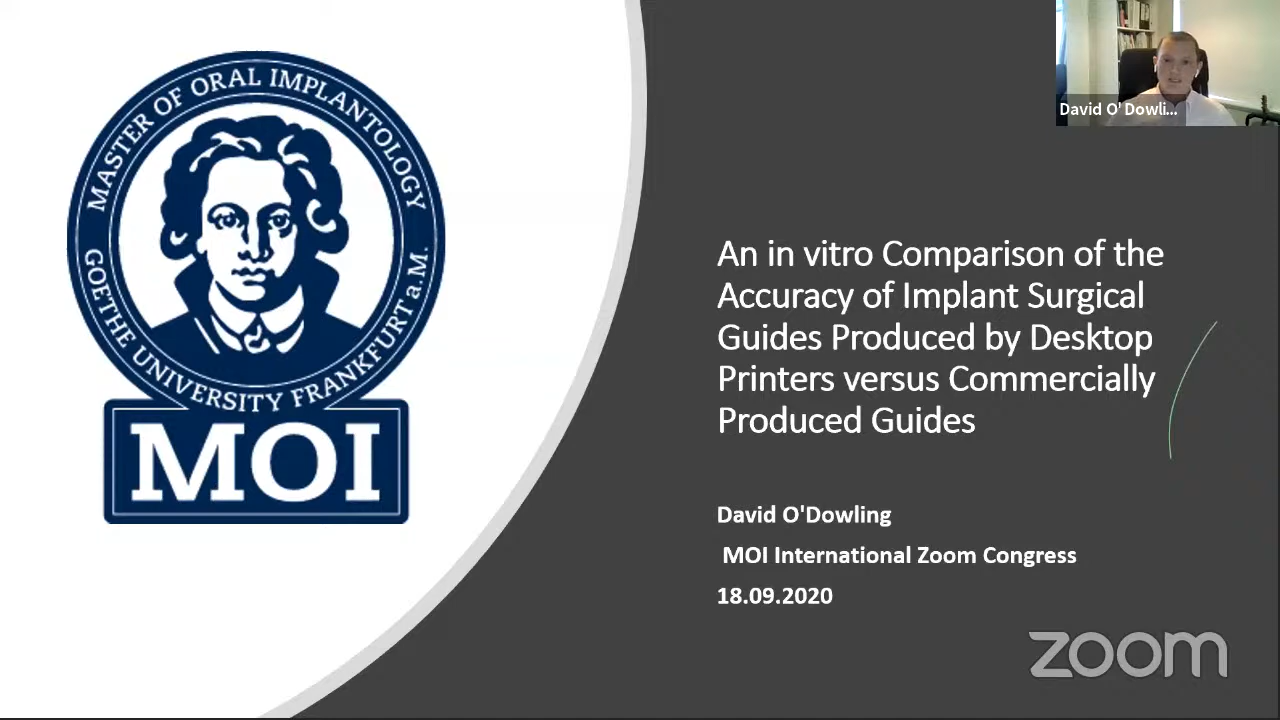 MASTER OF ORAL IMPLANTOLOGY
GOETHE UNIVERSITY FRANKFURT a.M.
MOI
David O'Dowli...
An in vitro Comparison of the
Accuracy of Implant Surgical
Guides Produced by Desktop
Printers versus Commercially
Produced Guides
David O'Dowling
MOI International Zoom Congress
18.09.2020
zoom